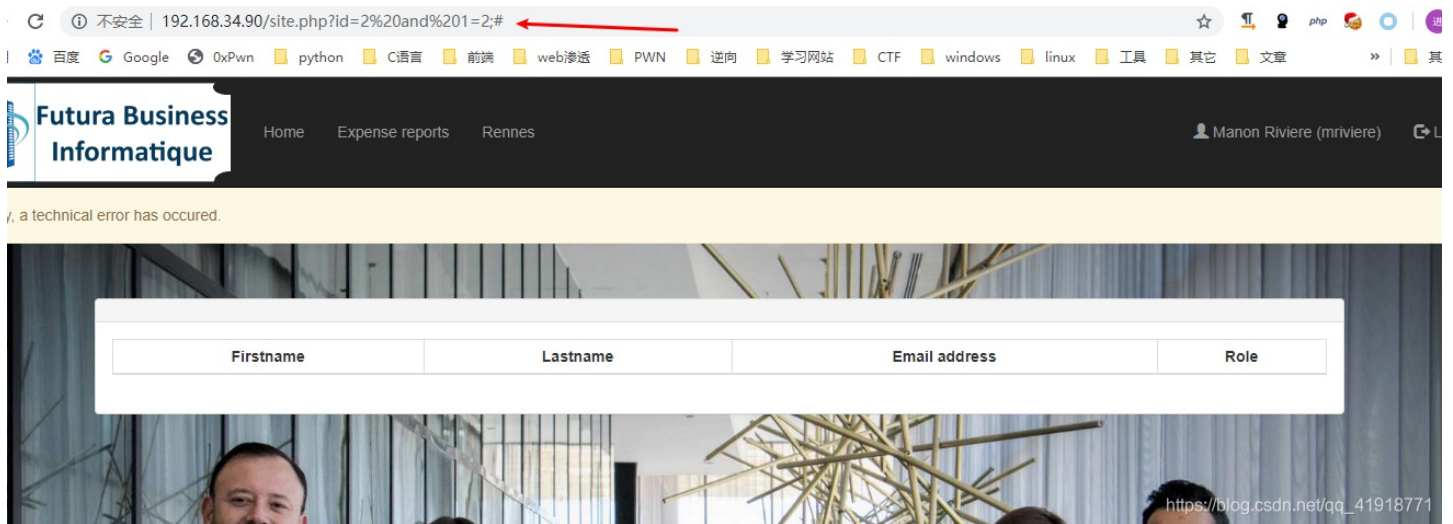 不安全 | 192.168.34.90/site.php?id=2%20and%201=2;#
php
进
百度 Google 0xPwn python C语言 前端 web渗透 PWN 逆向 学习网站 CTF windows linux 工具 其它 文章 »
Futura Business
Informatique
Home Expense reports Rennes Manon Riviere (mriviere) L
y, a technical error has occured.
Firstname Lastname Email address Role
https://blog.csdn.net/qq_41918771